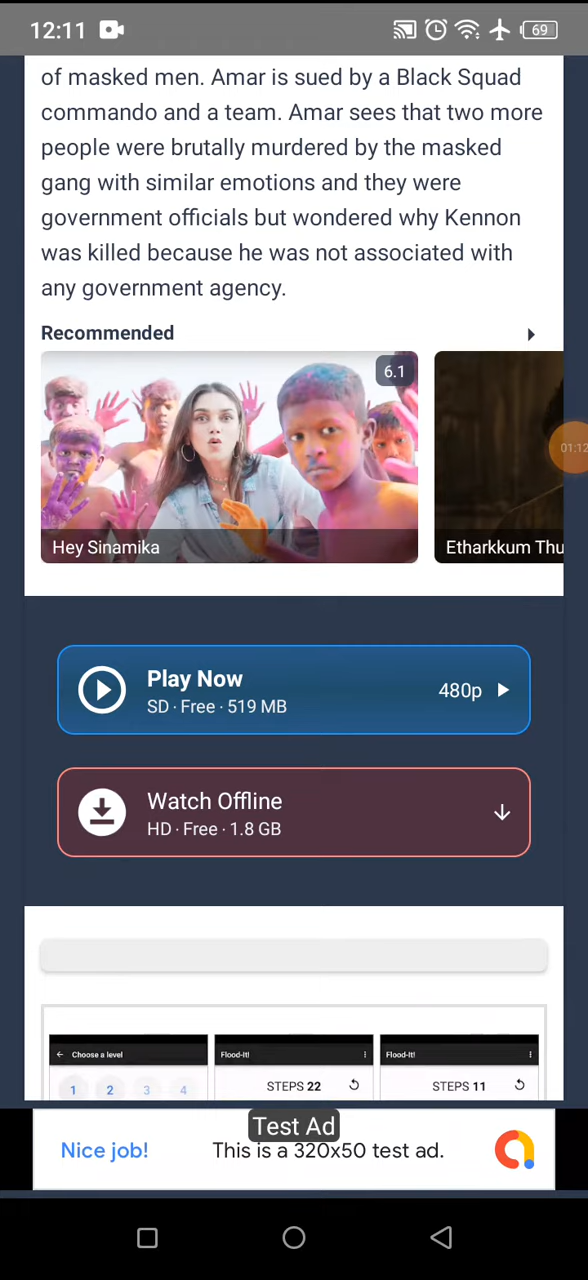 12:11
69
of masked men. Amar is sued by a Black Squad
commando and a team. Amar sees that two more
people were brutally murdered by the masked
gang with similar emotions and they were
government officials but wondered why Kennon
was killed because he was not associated with
any government agency.
Recommended
6.1
01:12
Hey Sinamika
Etharkkum Thu
Play Now
SD · Free · 519 MB
480p
Watch Offline
HD · Free · 1.8 GB
Choose a level
Flood-It!
Flood-It!
1 2 3 4
STEPS 22
STEPS 11
Test Ad
Nice job!
This is a 320x50 test ad.